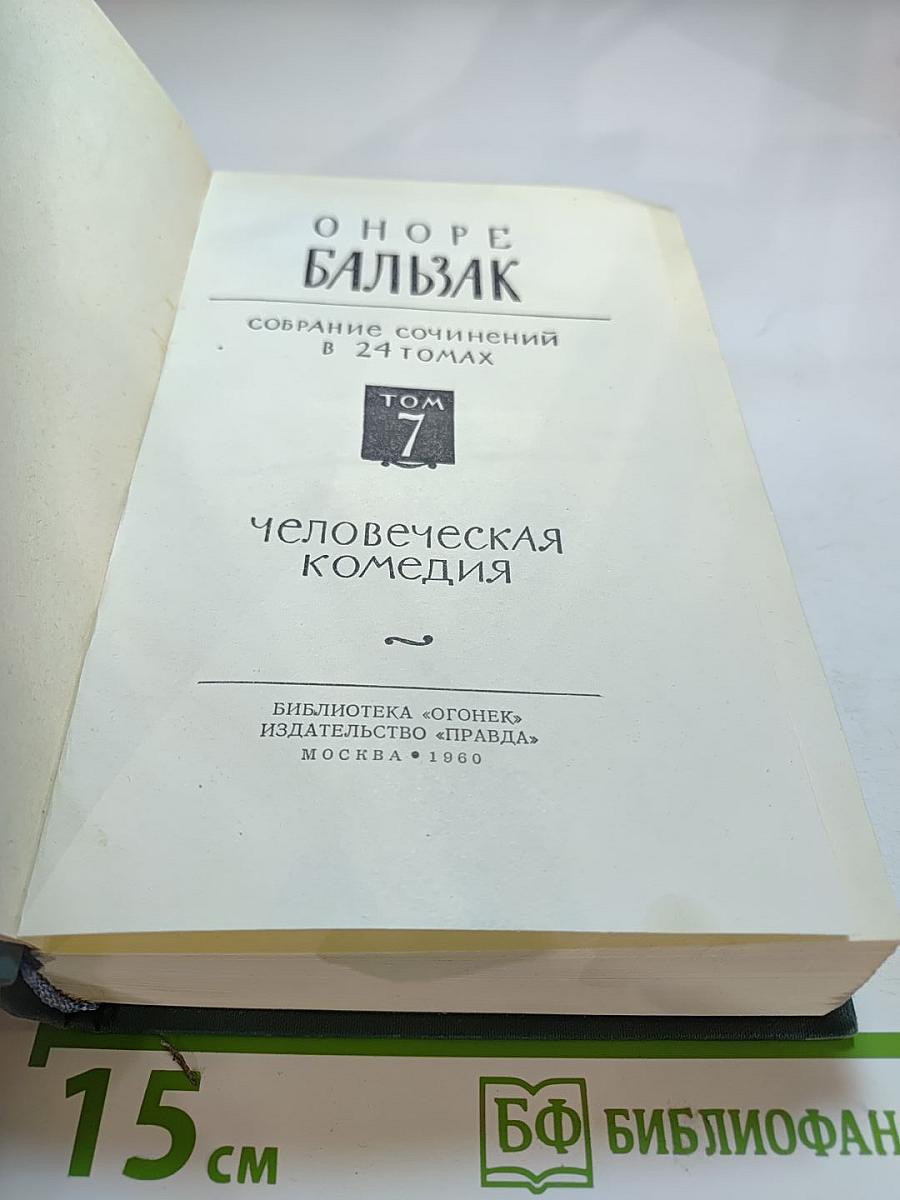 ОНОРЕ
БАЛЬЗАК
СОБРАНИЕ СОЧИНЕНИЙ
В 24 ТОМАХ
ТОМ
7
ЧЕЛОВЕЧЕСКАЯ
КОМЕДИЯ
БИБЛИОТЕКА «ОГОНЕК»
ИЗДАТЕЛЬСТВО «ПРАВДА»
МОСКВА • 1960
15 СМ
БФ БИБЛИОФАН